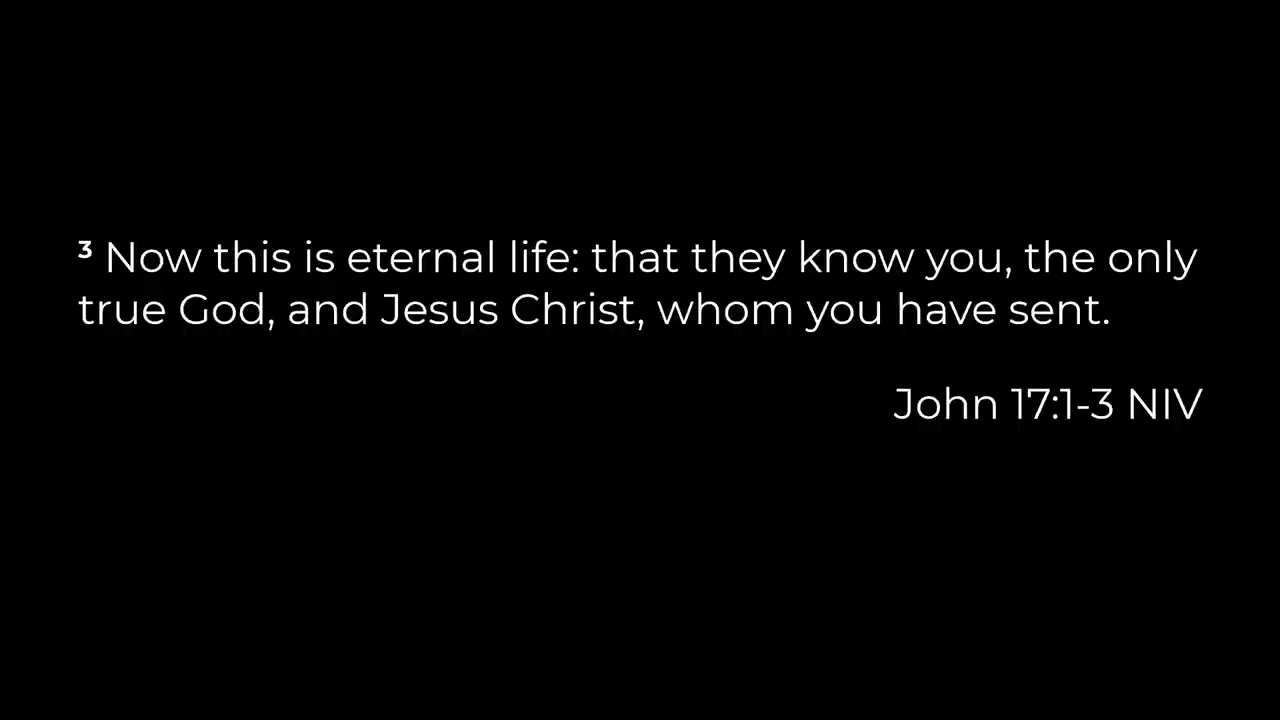 ³ Now this is eternal life: that they know you, the only
true God, and Jesus Christ, whom you have sent.
John 17:1-3 NIV